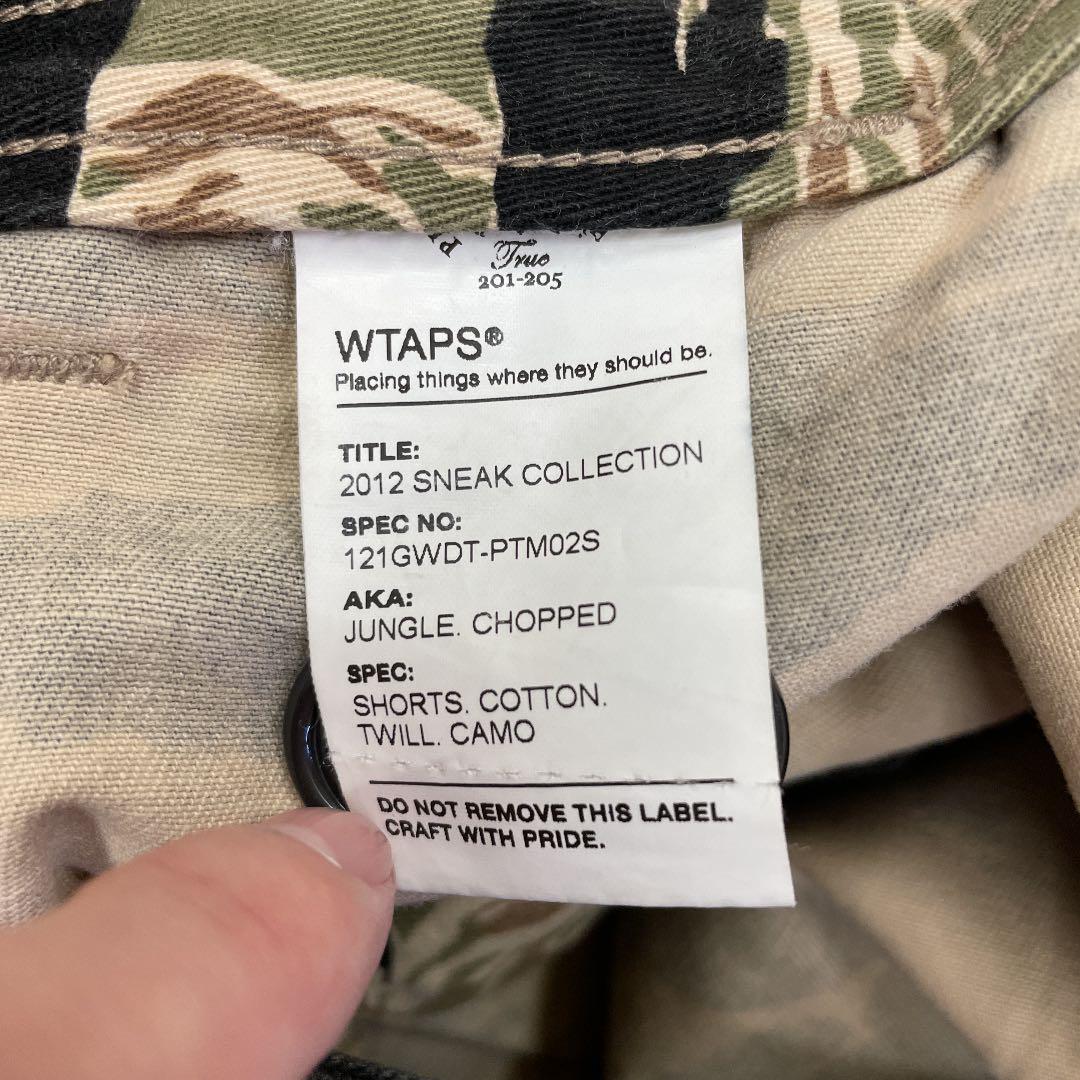 True
201-205
WTAPS®
Placing things where they should be.
TITLE:
2012 SNEAK COLLECTION
SPEC NO:
121GWDT-PTM02S
AKA:
JUNGLE. CHOPPED
SPEC:
SHORTS. COTTON.
TWILL. CAMO
DO NOT REMOVE THIS LABEL.
CRAFT WITH PRIDE.